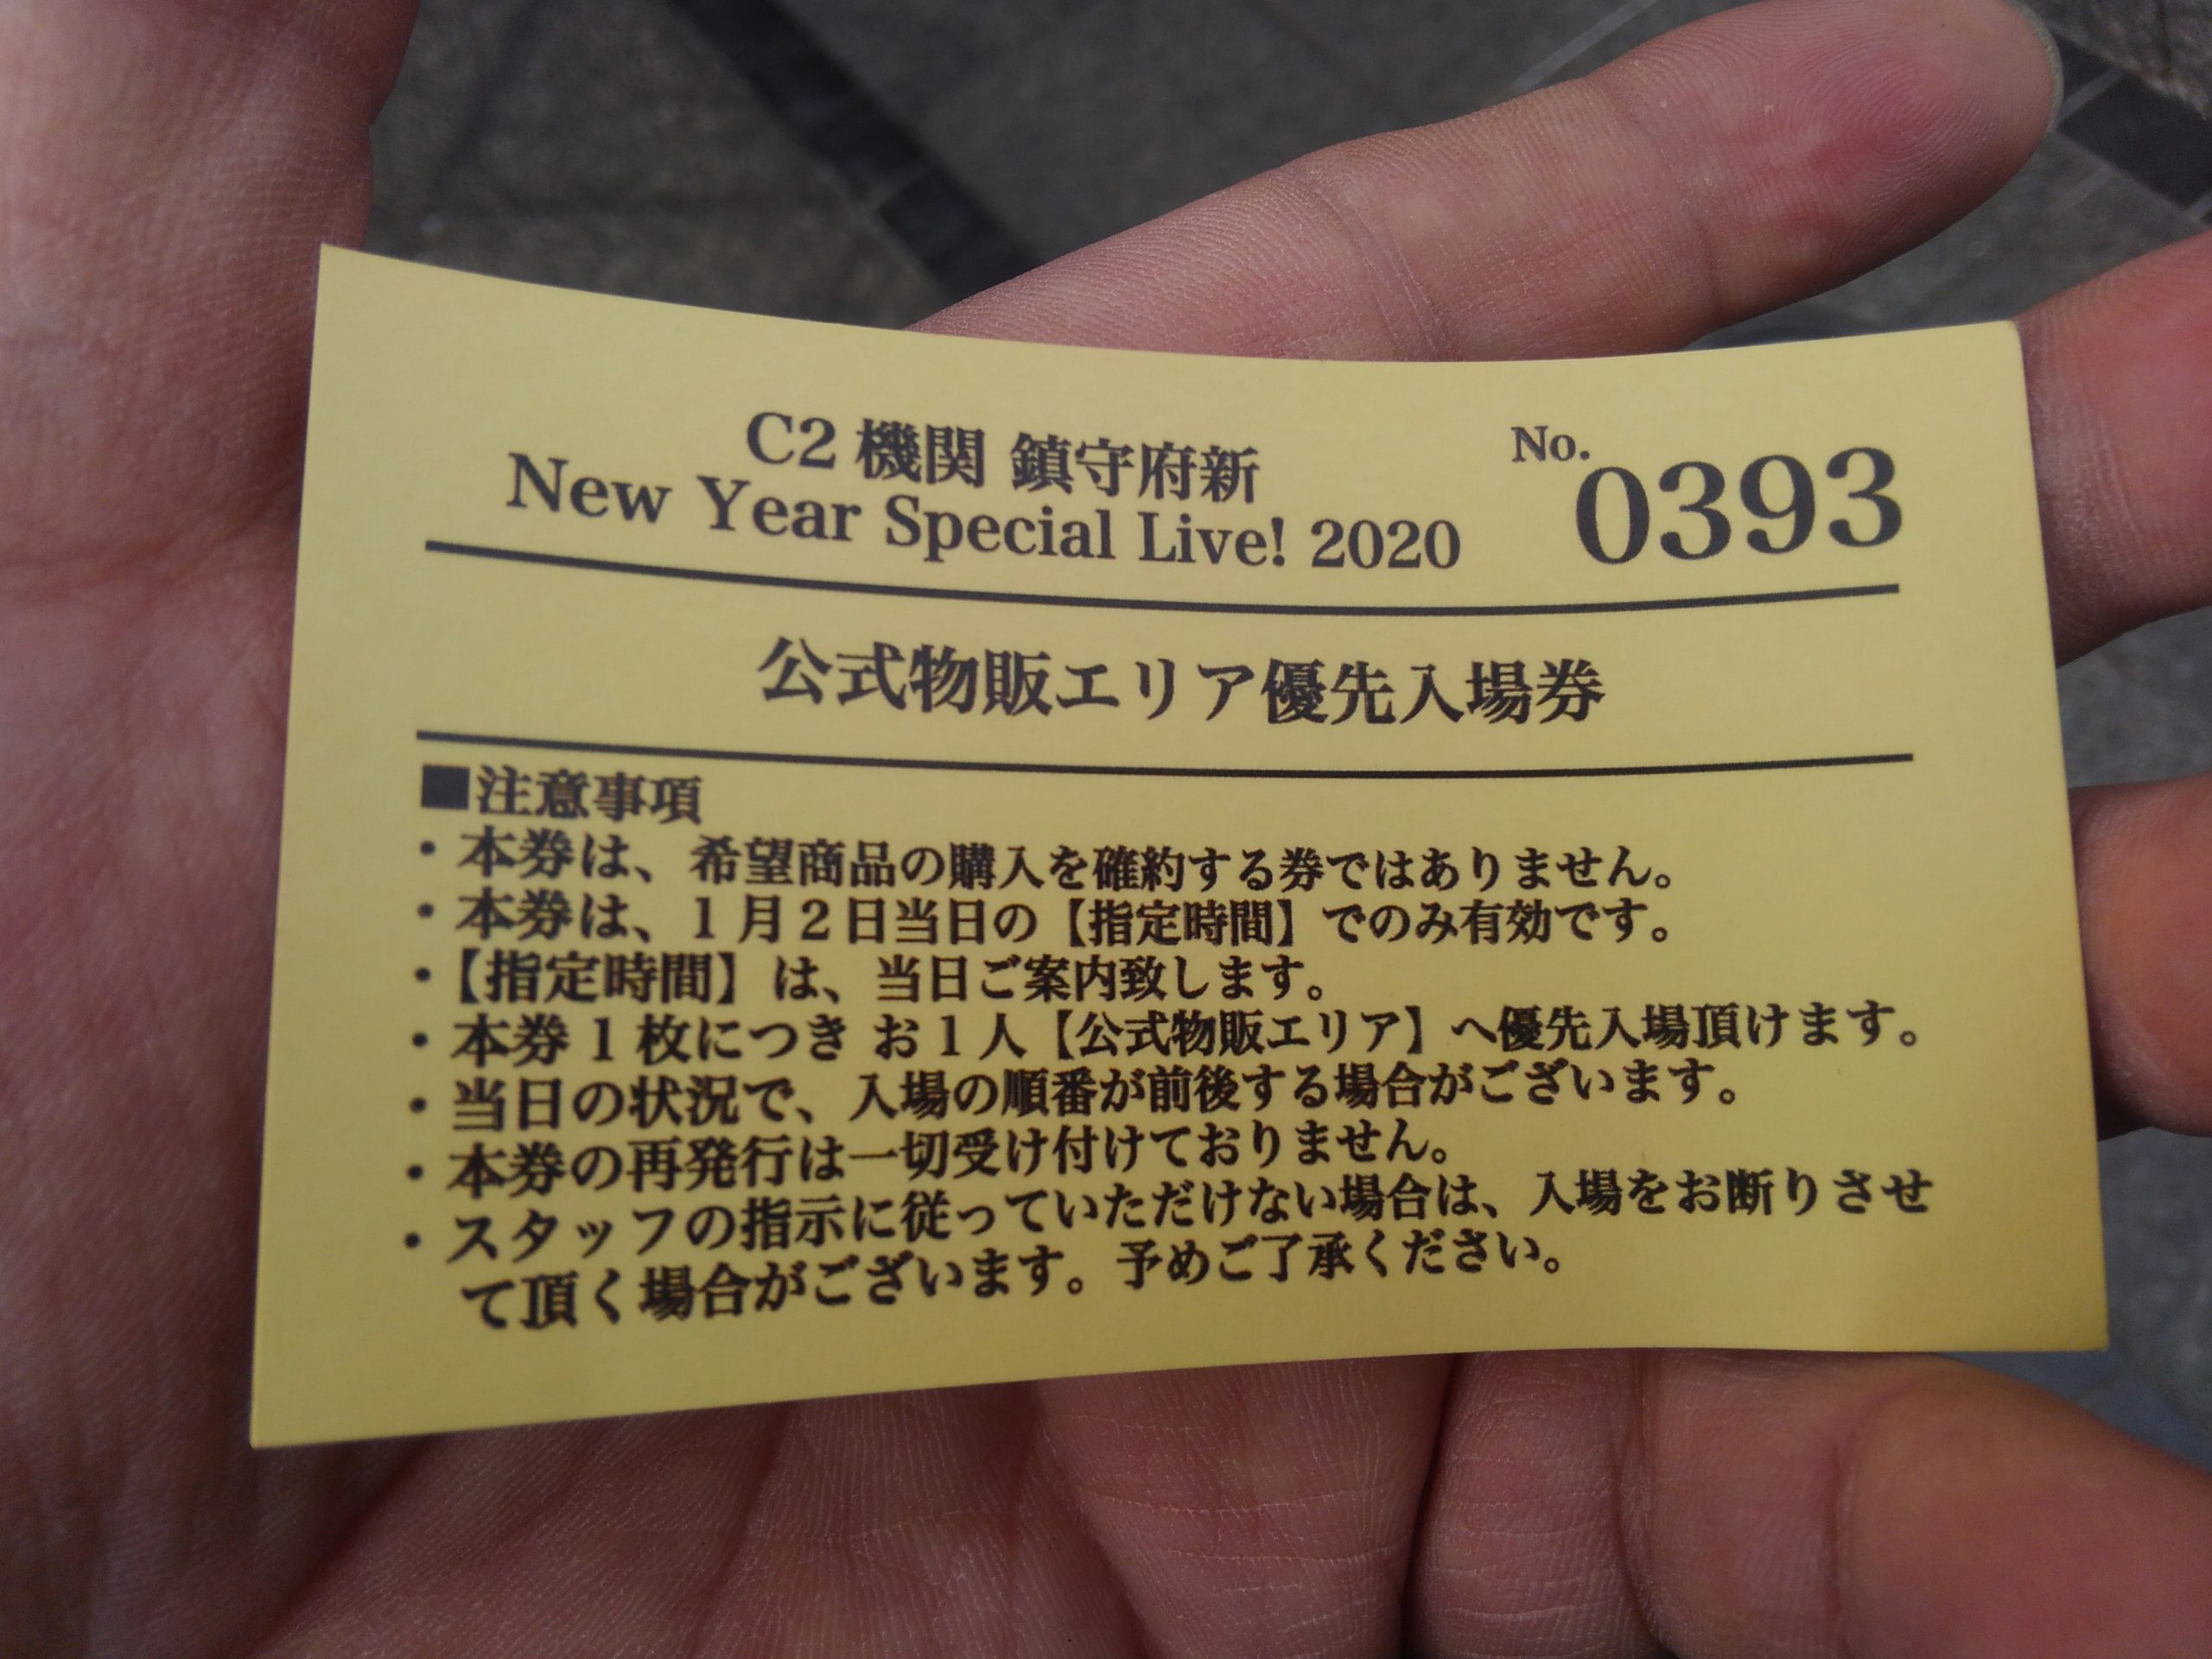 C2 機関 鎮守府新
New Year Special Live! 2020
No.
0393
公式物販エリア優先入場券
■注意事項
・本券は、希望商品の購入を確約する券ではありません。
・本券は、1月2日当日の【指定時間】でのみ有効です。
・【指定時間】は、当日ご案内致します。
・本券1枚につき お1人【公式物販エリア】へ優先入場頂けます。
・当日の状況で、入場の順番が前後する場合がございます。
・本券の再発行は一切受け付けておりません。
・スタッフの指示に従っていただけない場合は、入場をお断りさせ
て頂く場合がございます。予めご了承ください。